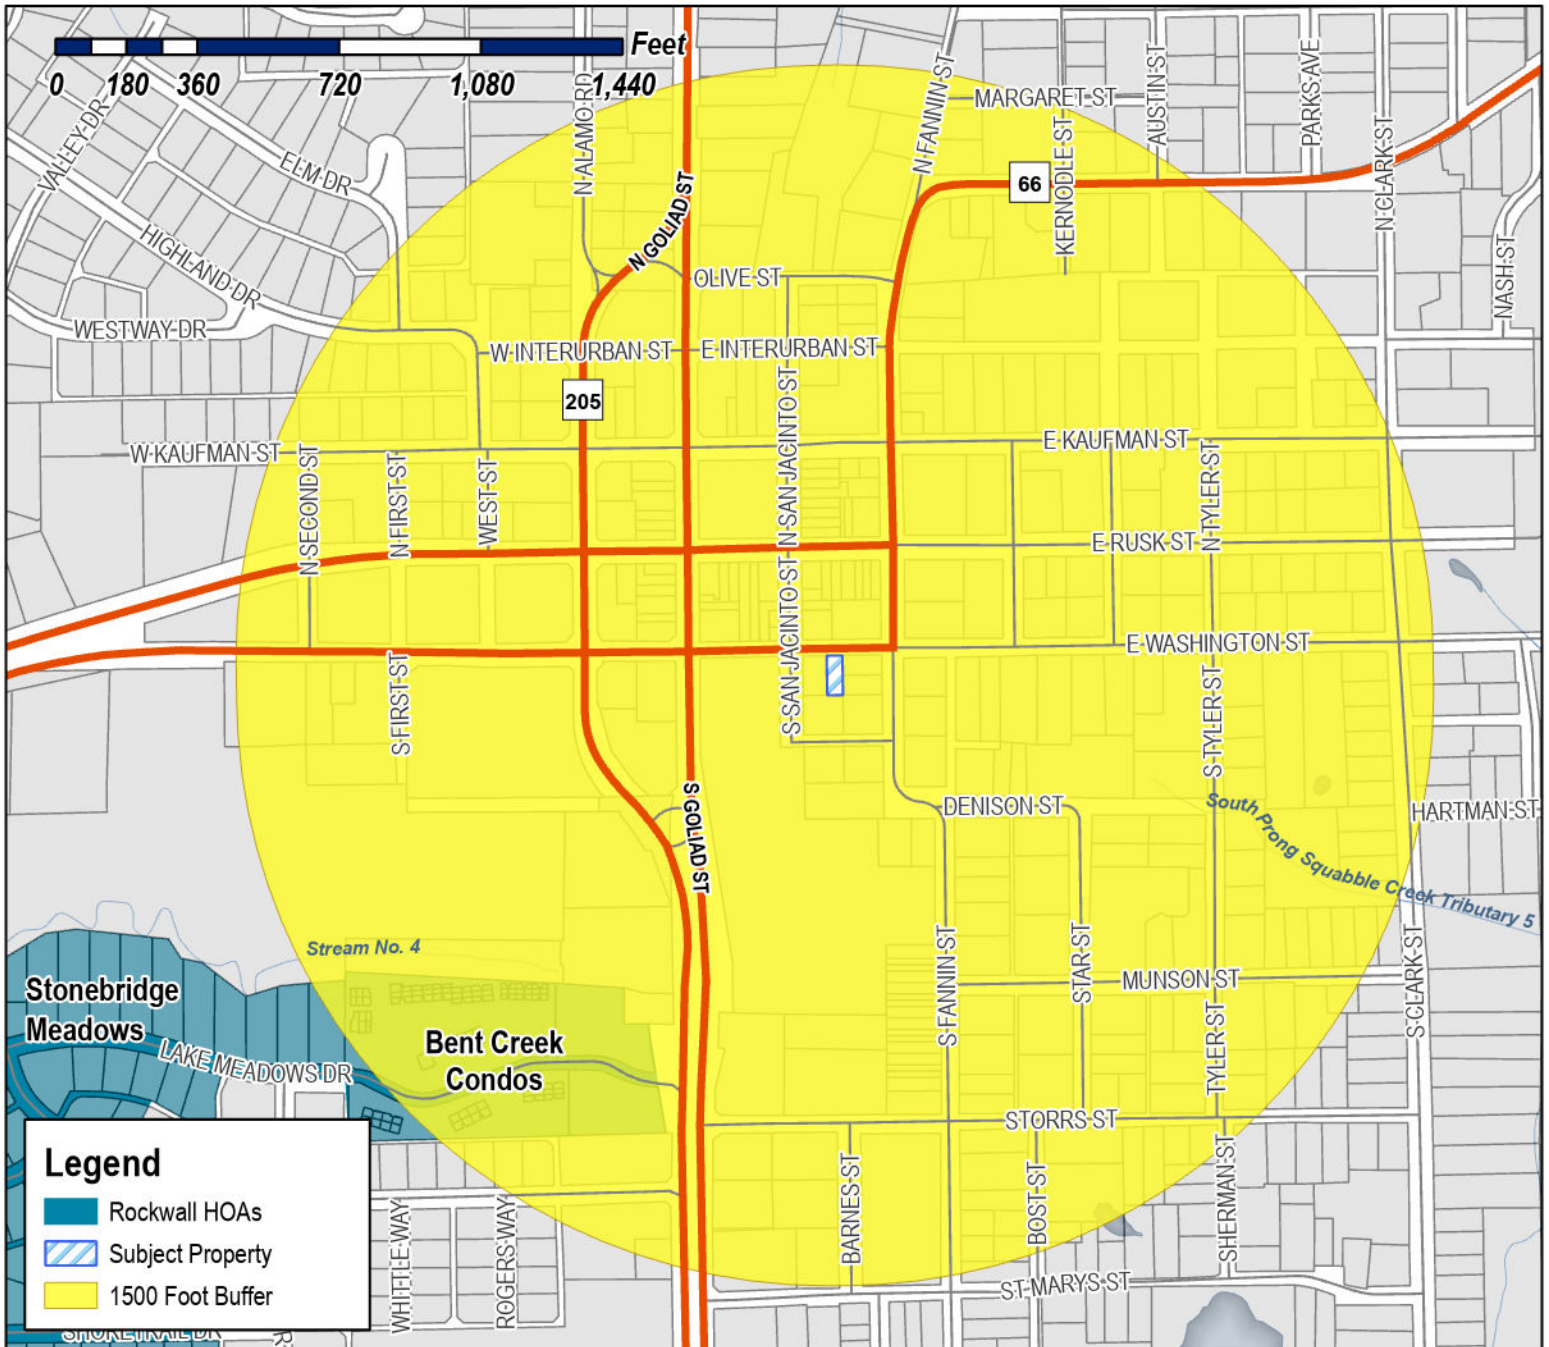 Feet
0 180 360 720 1,080 1,440
VALLEY DR
ELM DR
HIGHLAND DR
WESTWAY DR
N ALAMO RD
N GOLIAD ST
N FANNIN ST
MARGARET ST
KERNODLE ST
AUSTIN ST
PARKS AVE
N CLARK ST
NASH ST
66
OLIVE ST
W INTERURBAN ST
E INTERURBAN ST
205
W KAUFMAN ST
E KAUFMAN ST
N SECOND ST
N FIRST ST
WEST ST
N SAN JACINTO ST
N TYLER ST
E RUSK ST
S SAN JACINTO ST
E WASHINGTON ST
S FIRST ST
S TYLER ST
S GOLIAD ST
DENISON ST
HARTMAN ST
South Prong Squabble Creek Tributary 5
Stream No. 4
Stonebridge
Meadows
LAKE MEADOWS DR
Bent Creek
Condos
S FANNIN ST
STAR ST
MUNSON ST
S CLARK ST
TYLER ST
STORRS ST
BARNES ST
BOST ST
SHERMAN ST
ST MARYS ST
WHITTLE WAY
ROGERS WAY
Legend
Rockwall HOAs
Subject Property
1500 Foot Buffer